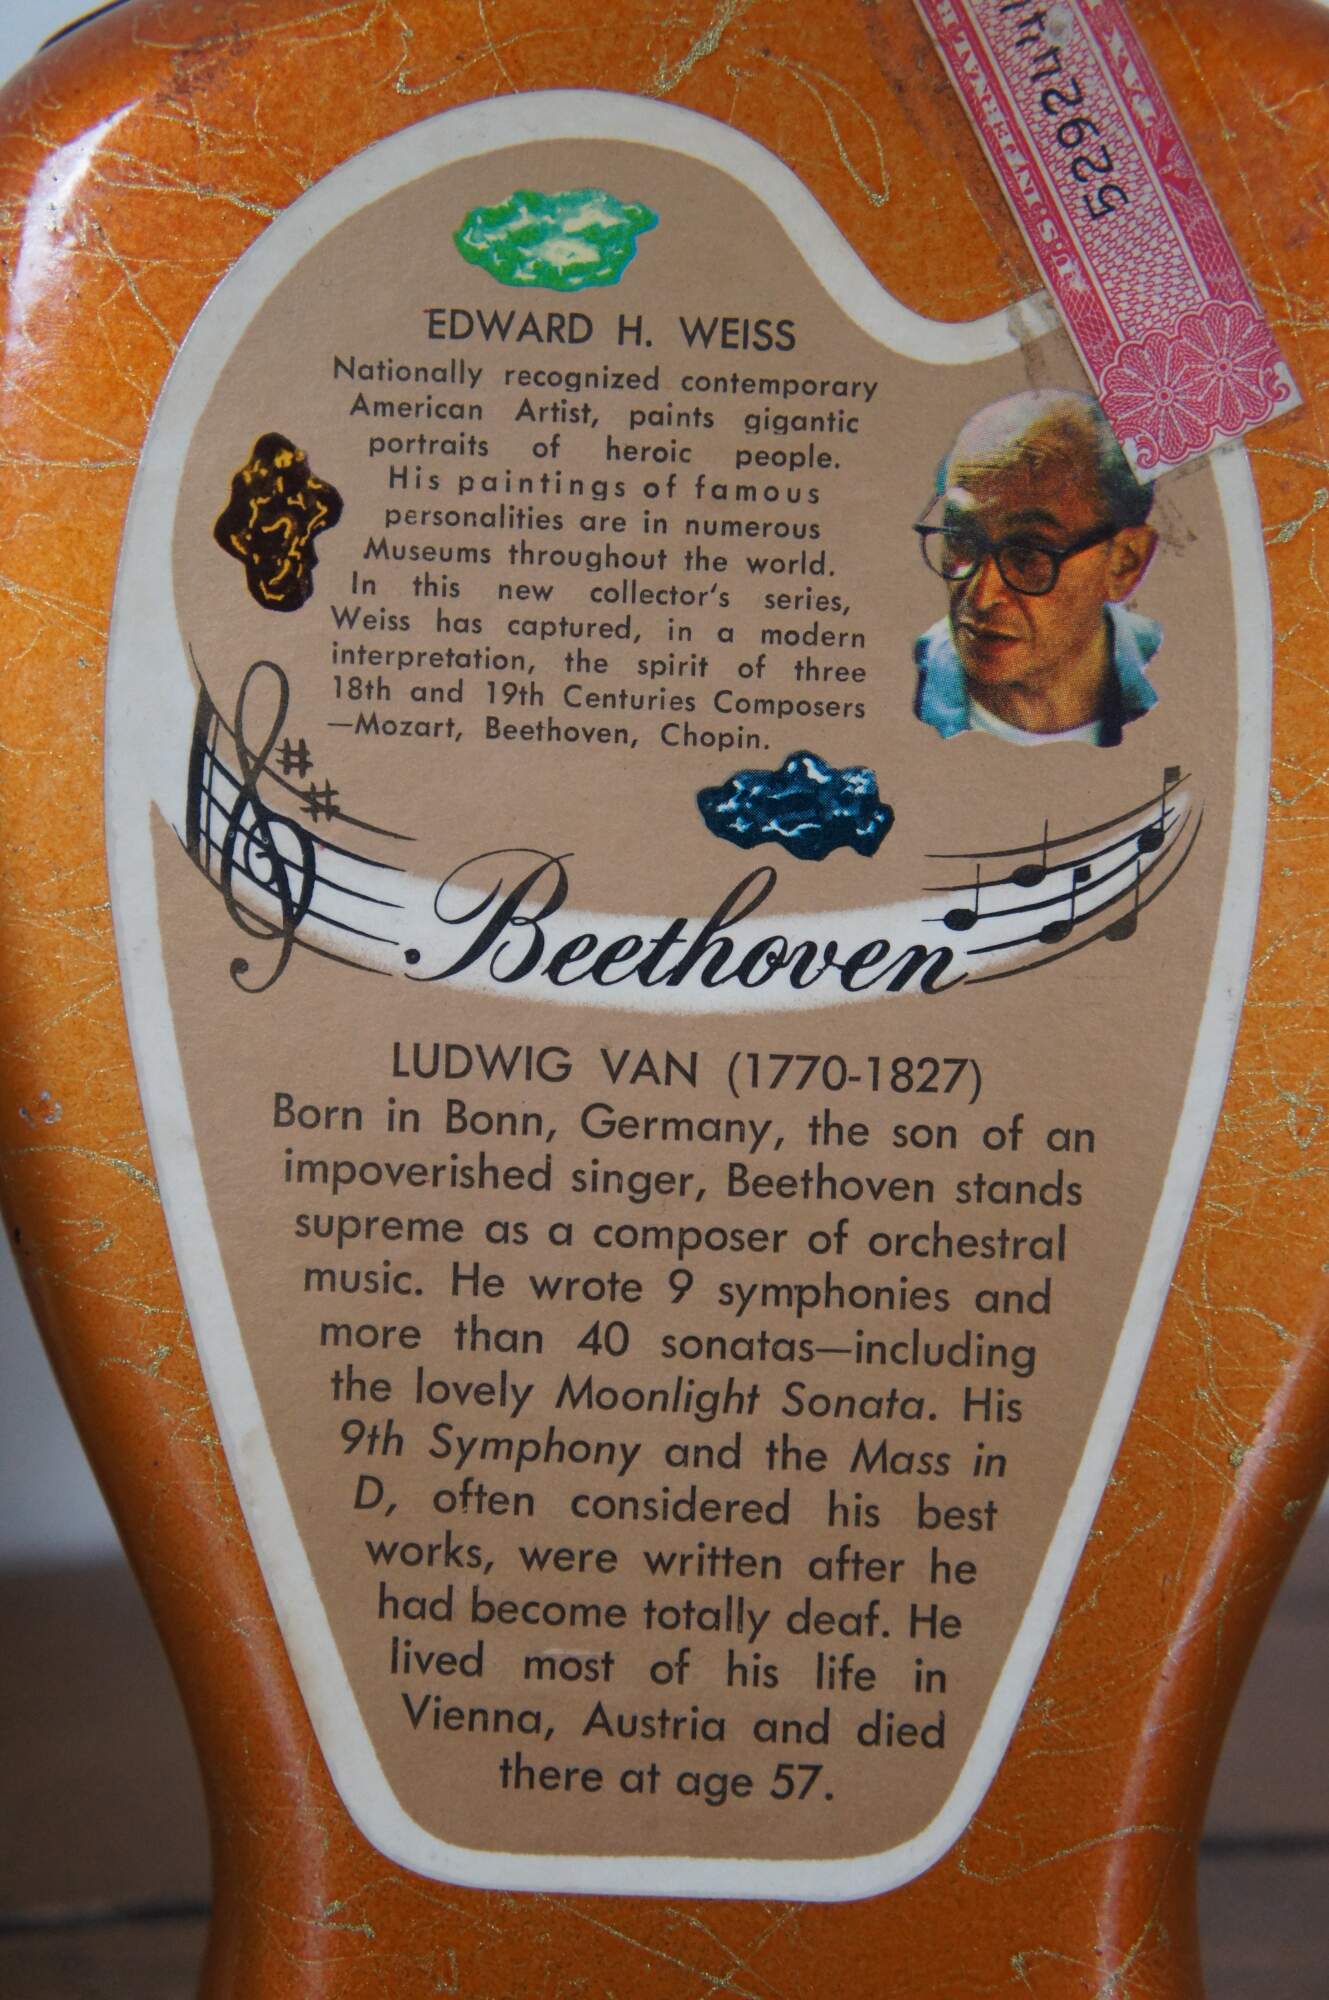 52924411
U.S. INTERNAL R
TAX
EDWARD H. WEISS
Nationally recognized contemporary
American Artist, paints gigantic
portraits of heroic people.
His paintings of famous
personalities are in numerous
Museums throughout the world.
In this new collector's series,
Weiss has captured, in a modern
interpretation, the spirit of three
18th and 19th Centuries Composers
—Mozart, Beethoven, Chopin.
Beethoven
LUDWIG VAN (1770-1827)
Born in Bonn, Germany, the son of an
impoverished singer, Beethoven stands
supreme as a composer of orchestral
music. He wrote 9 symphonies and
more than 40 sonatas—including
the lovely Moonlight Sonata. His
9th Symphony and the Mass in
D, often considered his best
works, were written after he
had become totally deaf. He
lived most of his life in
Vienna, Austria and died
there at age 57.